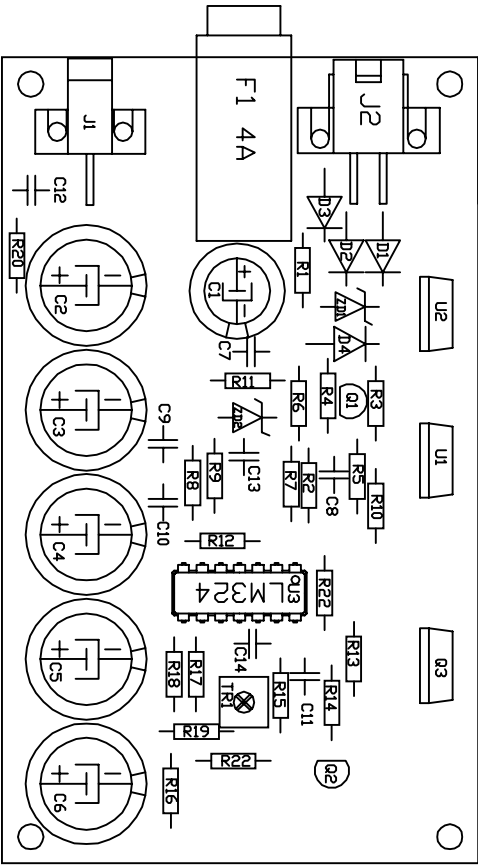 J1
F1 4A
J2
C12
R20
D3
D2
D1
R1
C2
C1
+
-
+
-
ZD1
U2
D4
C7
R11
R6
R4
Q1
R3
C3
+
-
ZD2
C9
U1
R8
R9
C13
R7
R2
C8
R5
R10
C10
C4
+
-
R12
LM324
U3
R22
C14
R13
C5
+
-
R18
R17
TR1
R15
C11
R14
Q3
R19
R22
Q2
R16
C6
+
-